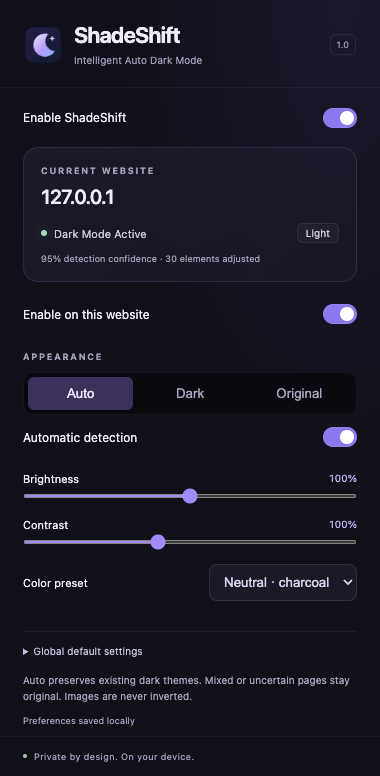 ShadeShift
Intelligent Auto Dark Mode
1.0
Enable ShadeShift
CURRENT WEBSITE
127.0.0.1
Dark Mode Active
Light
95% detection confidence · 30 elements adjusted
Enable on this website
APPEARANCE
Auto
Dark
Original
Automatic detection
Brightness
100%
Contrast
100%
Color preset
Neutral · charcoal
Global default settings
Auto preserves existing dark themes. Mixed or uncertain pages stay
original. Images are never inverted.
Preferences saved locally
Private by design. On your device.